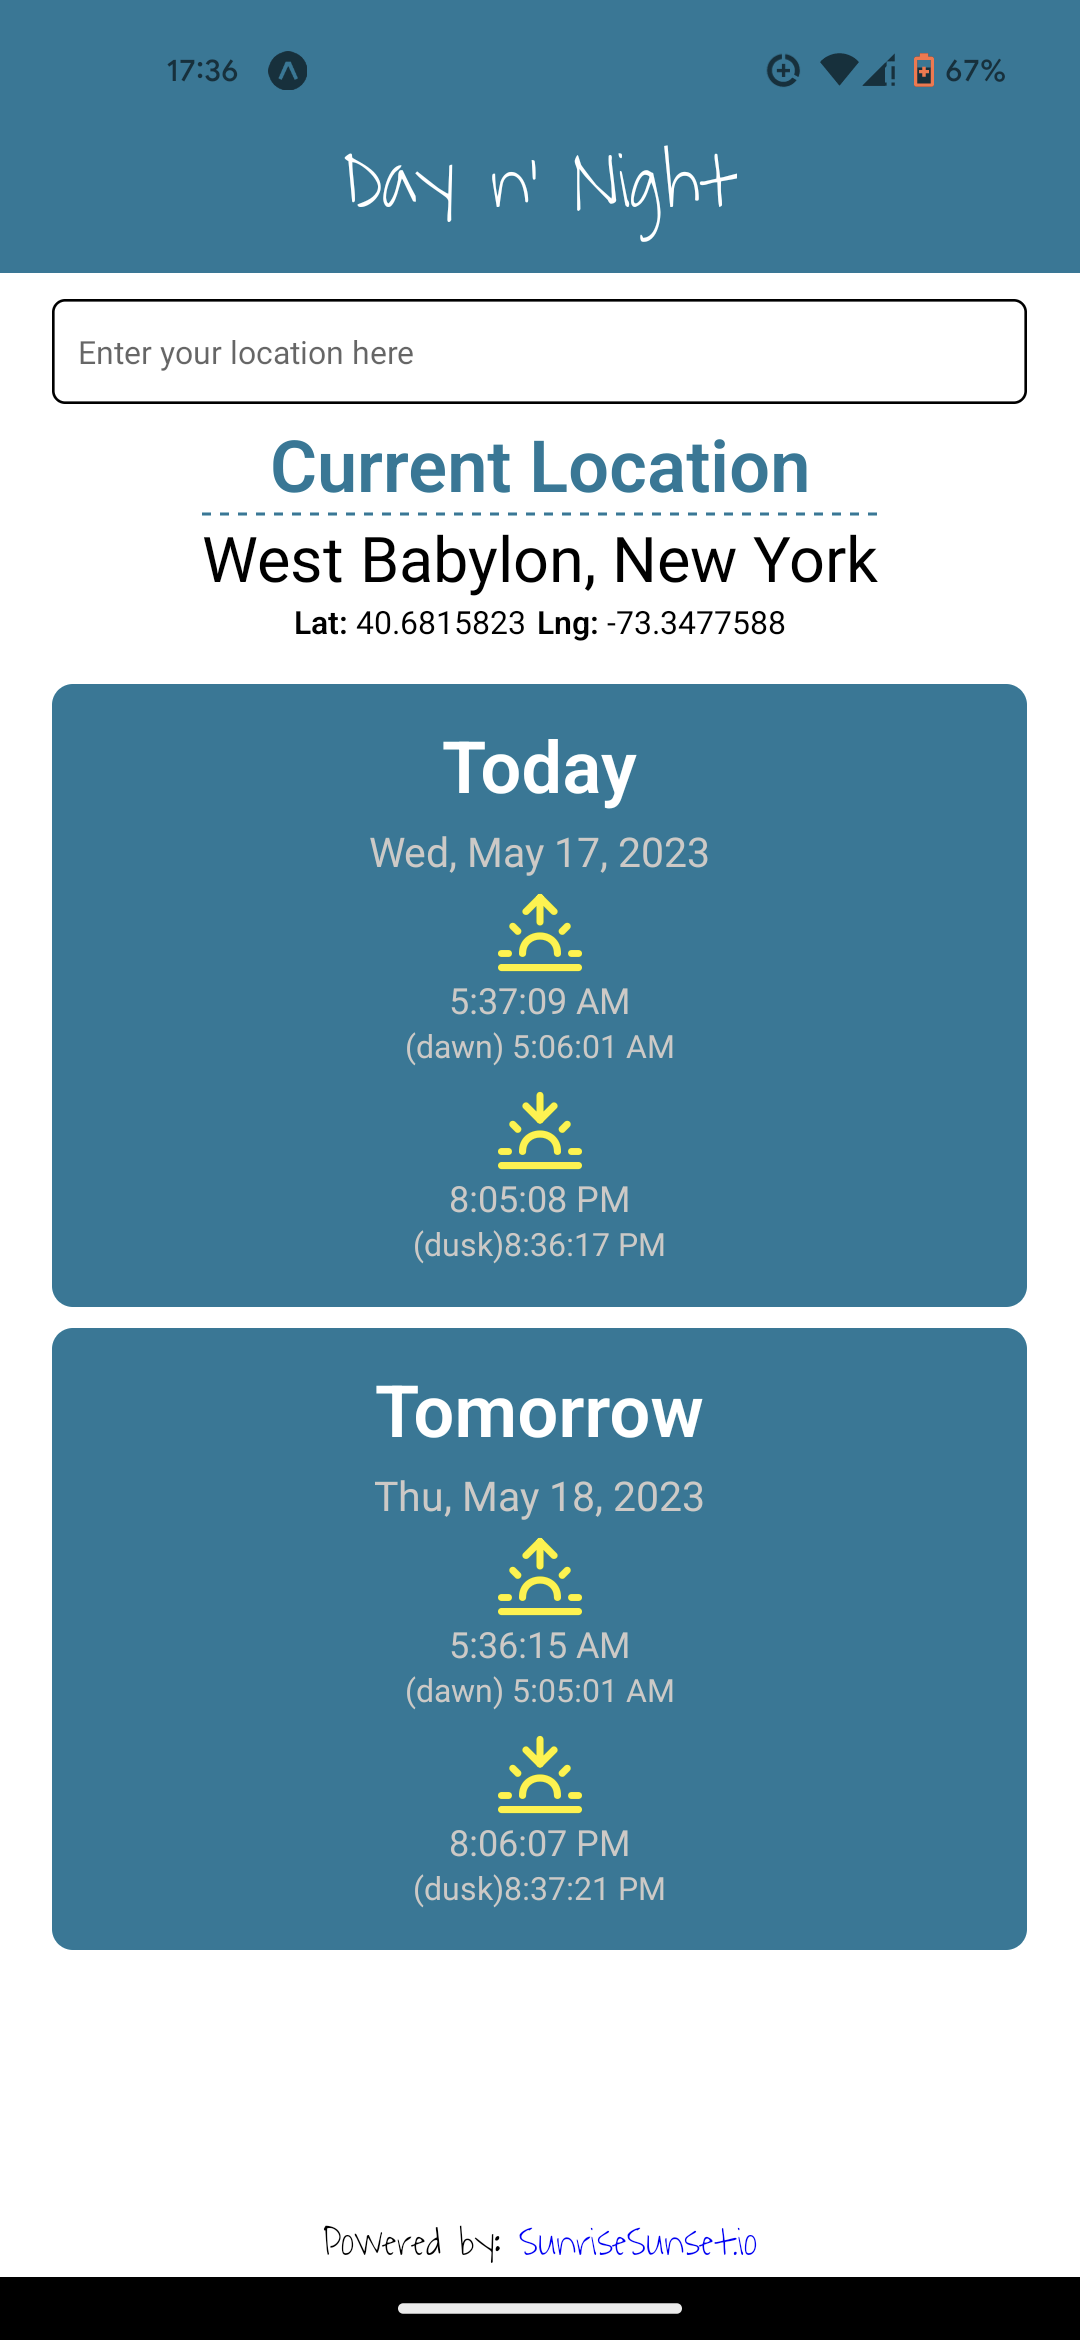 17:36 67%
Day n' Night
Enter your location here
Current Location
West Babylon, New York
Lat: 40.6815823 Lng: -73.3477588
Today
Wed, May 17, 2023
5:37:09 AM
(dawn) 5:06:01 AM
8:05:08 PM
(dusk)8:36:17 PM
Tomorrow
Thu, May 18, 2023
5:36:15 AM
(dawn) 5:05:01 AM
8:06:07 PM
(dusk)8:37:21 PM
Powered by: SunriseSunset.io